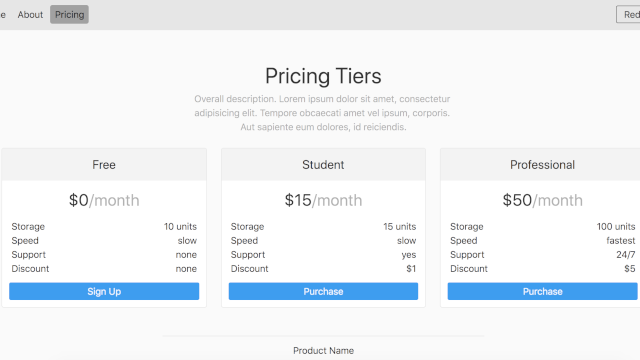 About Pricing
Red
Pricing Tiers
Overall description. Lorem ipsum dolor sit amet, consectetur
adipisicing elit. Tempore obcaecati amet vel ipsum, corporis.
Aut sapiente eum dolores, id reiciendis.
Free
$0/month
Storage 10 units
Speed slow
Support none
Discount none
Sign Up
Student
$15/month
Storage 15 units
Speed slow
Support yes
Discount $1
Purchase
Professional
$50/month
Storage 100 units
Speed fastest
Support 24/7
Discount $5
Purchase
Product Name